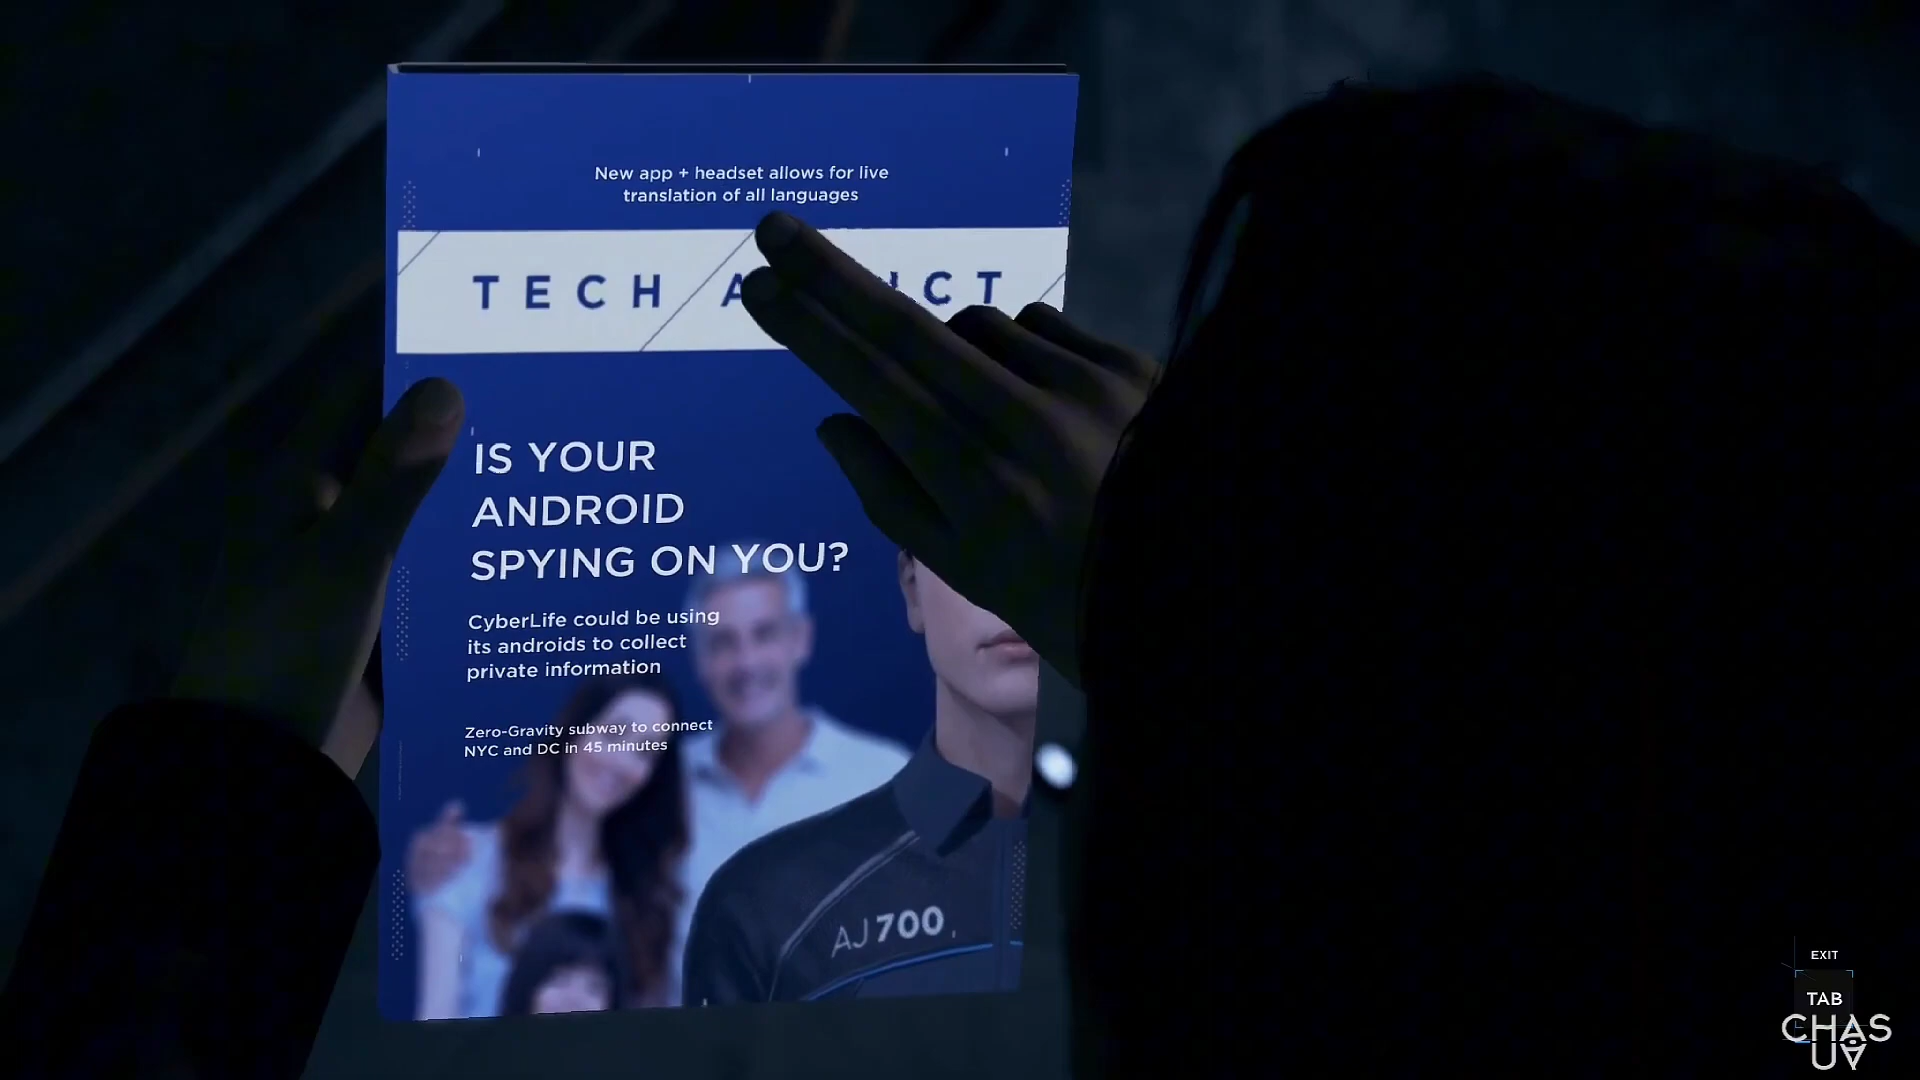 New app + headset allows for live
translation of all languages
TECH
IS YOUR
ANDROID
SPYING ON YOU?
CyberLife could be using
its androids to collect
private information
Zero-Gravity subway to connect
NYC and DC in 45 minutes
AJ700
EXIT
TAB
CHAS